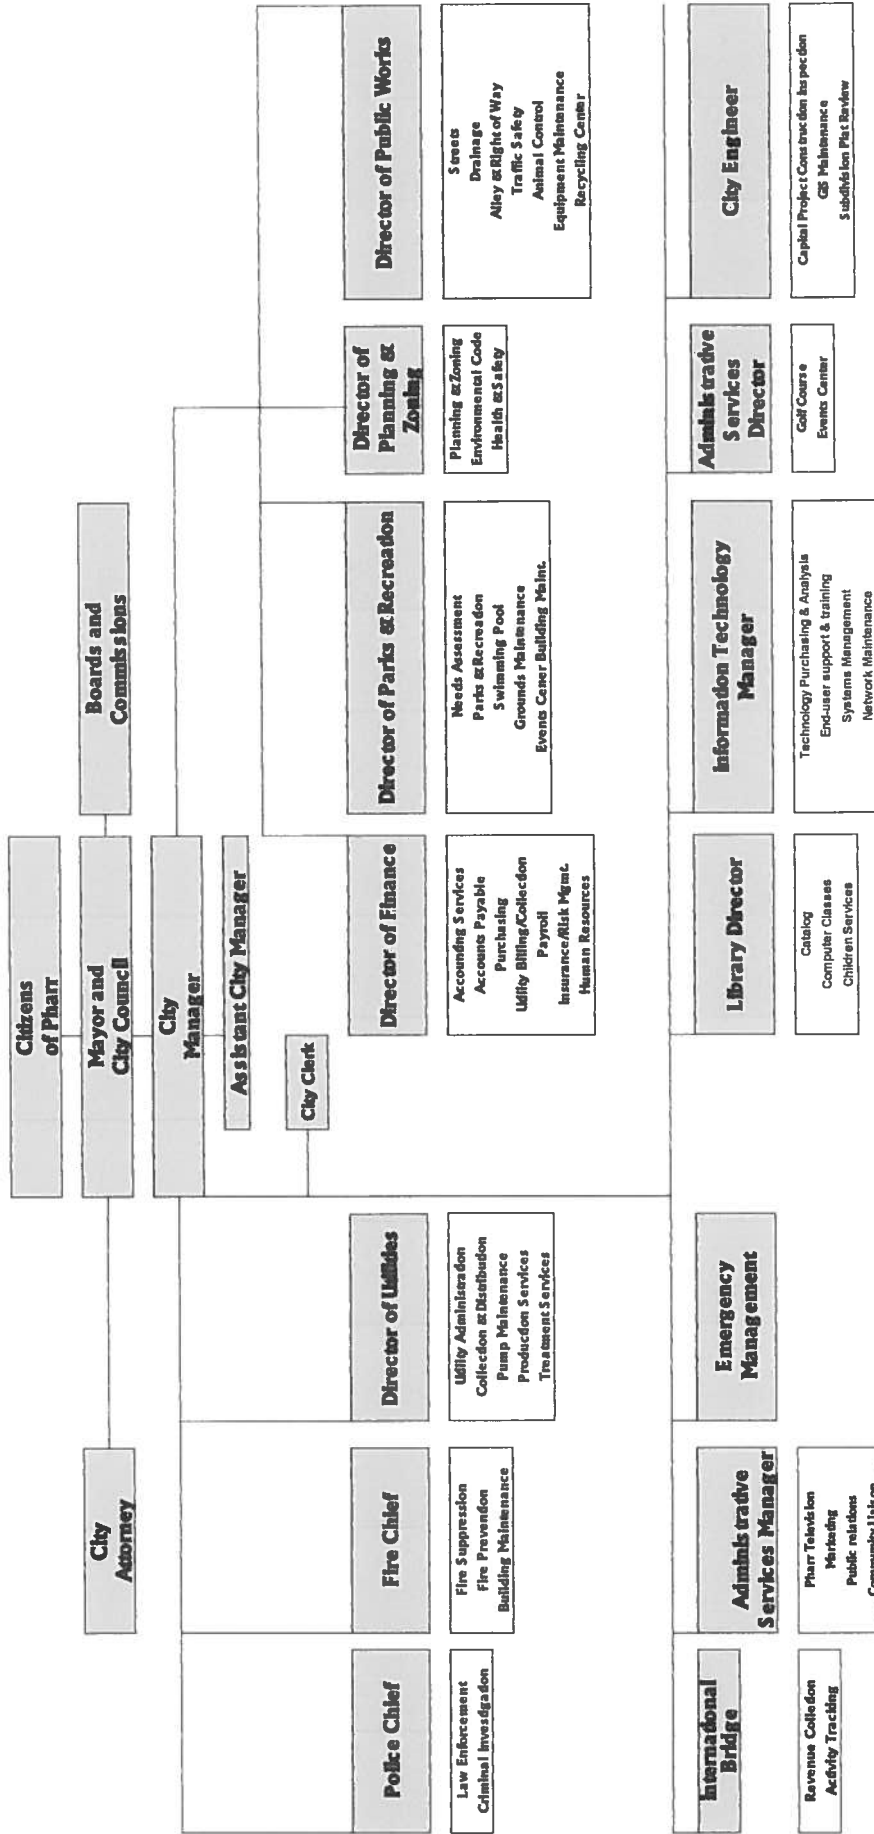 Citizens
of Pharr
Mayor and
City Council
Boards and
Commissions
City
Attorney
City
Manager
Assistant City Manager
City Clerk
Police Chief
Law Enforcement
Criminal Investigation
Fire Chief
Fire Suppression
Fire Prevention
Building Maintenance
Director of Utilities
Utility Administration
Collection & Distribution
Pump Maintenance
Production Services
Treatment Services
Director of Finance
Accounting Services
Accounts Payable
Purchasing
Utility Billing/Collection
Payroll
Insurance/Risk Mgmt.
Human Resources
Director of Parks & Recreation
Needs Assessment
Parks & Recreation
Swimming Pool
Grounds Maintenance
Events Cener Building Maint.
Director of
Planning &
Zoning
Planning & Zoning
Environmental Code
Health & Safety
Director of Public Works
Streets
Drainage
Alley & Right of Way
Traffic Safety
Animal Control
Equipment Maintenance
Recycling Center
International
Bridge
Revenue Colletion
Activity Tracking
Administrative
Services Manager
Pharr Television
Marketing
Public relations
Community Liaison
Emergency
Management
Library Director
Catalog
Computer Classes
Children Services
Information Technology
Manager
Technology Purchasing & Analysis
End-user support & training
Systems Management
Network Maintenance
Administrative
Services
Director
Golf Course
Events Center
City Engineer
Capital Project Construction Inspection
GIS Maintenance
Subdivision Plat Review